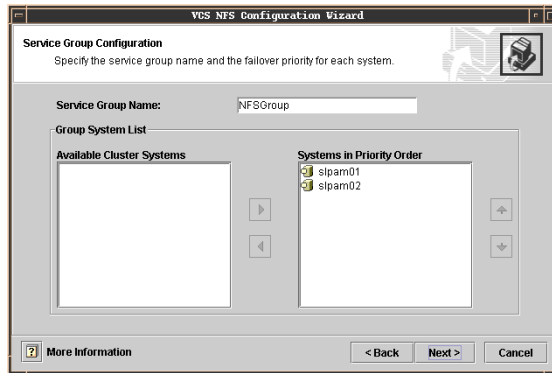 VCS NFS Configuration Wizard
Service Group Configuration
Specify the service group name and the failover priority for each system.
Service Group Name: NFSGroup
Group System List
Available Cluster Systems
Systems in Priority Order
slpam01
slpam02
? More Information
< Back Next > Cancel